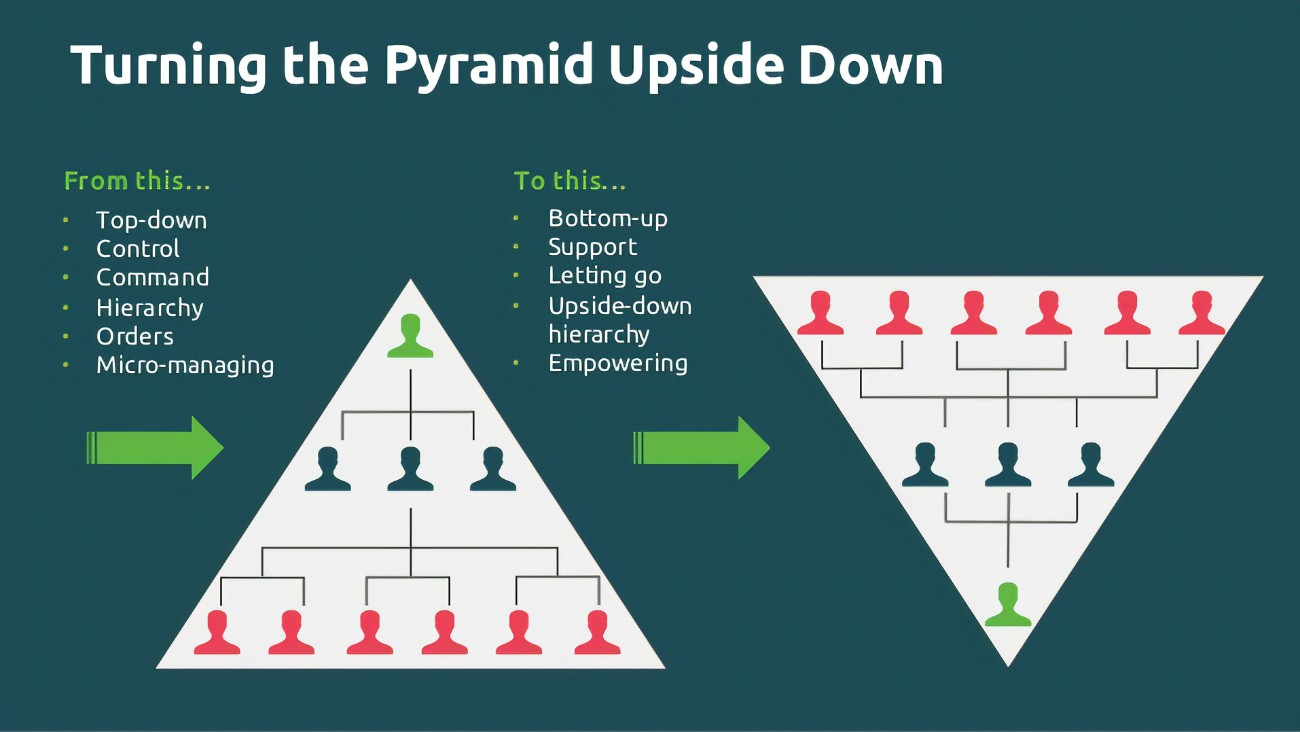 Turning the Pyramid Upside Down
From this...
• Top-down
• Control
• Command
• Hierarchy
• Orders
• Micro-managing
To this...
• Bottom-up
• Support
• Letting go
• Upside-down
hierarchy
• Empowering